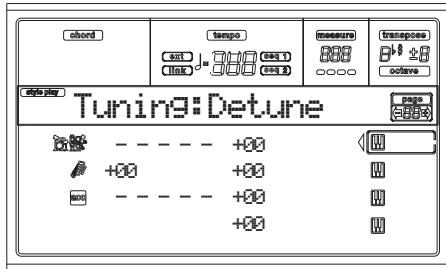 chord tempo measure transpose
ext seq 1
link seq 2
octave
style play Tuning:Detune page
- - - - - +00
+00 +00
acc - - - - - +00
+00